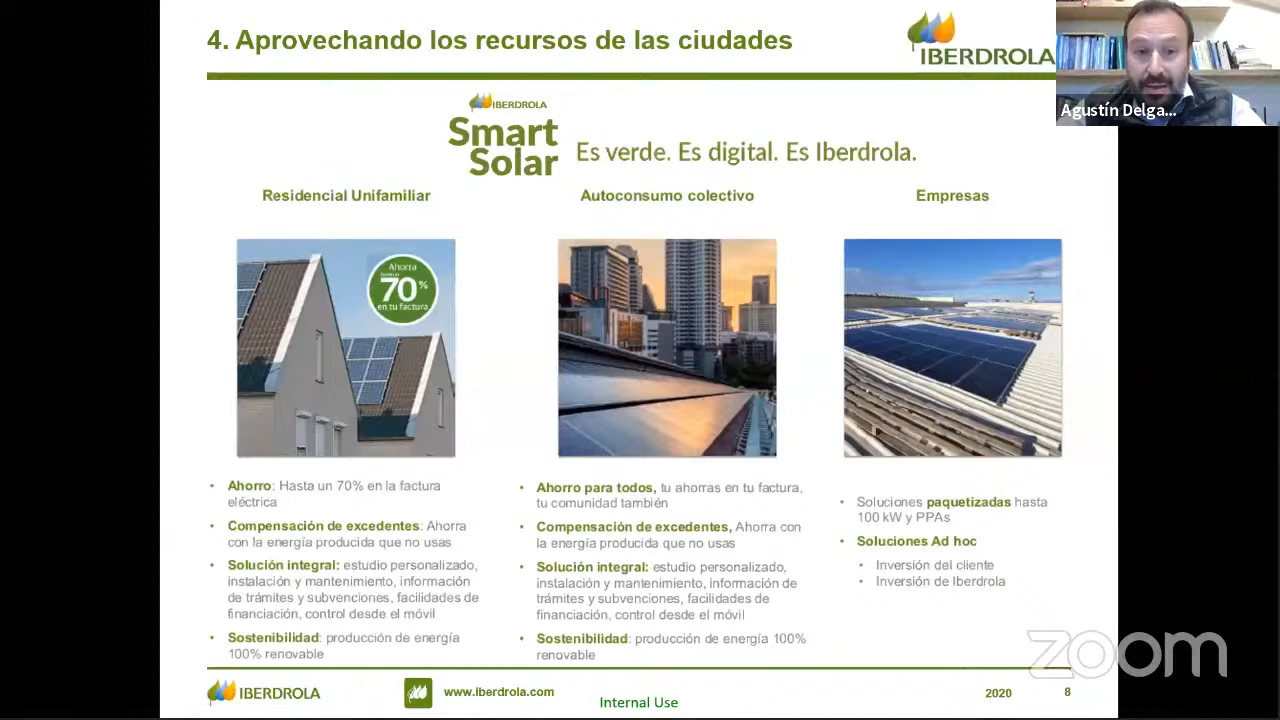 4. Aprovechando los recursos de las ciudades
IBERDROLA
Agustín Delga...
IBERDROLA
Smart
Solar
Es verde. Es digital. Es Iberdrola.
Residencial Unifamiliar
Ahorra
70%
en tu factura
Ahorro: Hasta un 70% en la factura
eléctrica
Compensación de excedentes: Ahorra
con la energía producida que no usas
Solución integral: estudio personalizado,
instalación y mantenimiento, información
de trámites y subvenciones, facilidades de
financiación, control desde el móvil
Sostenibilidad: producción de energía
100% renovable
Autoconsumo colectivo
Ahorro para todos, tu ahorras en tu factura,
tu comunidad también
Compensación de excedentes, Ahorra con
la energía producida que no usas
Solución integral: estudio personalizado,
instalación y mantenimiento, información de
trámites y subvenciones, facilidades de
financiación, control desde el móvil
Sostenibilidad: producción de energía 100%
renovable
Empresas
Soluciones paquetizadas hasta
100 kW y PPAs
Soluciones Ad hoc
Inversión del cliente
Inversión de Iberdrola
zoom
IBERDROLA
www.iberdrola.com
Internal Use
2020
8